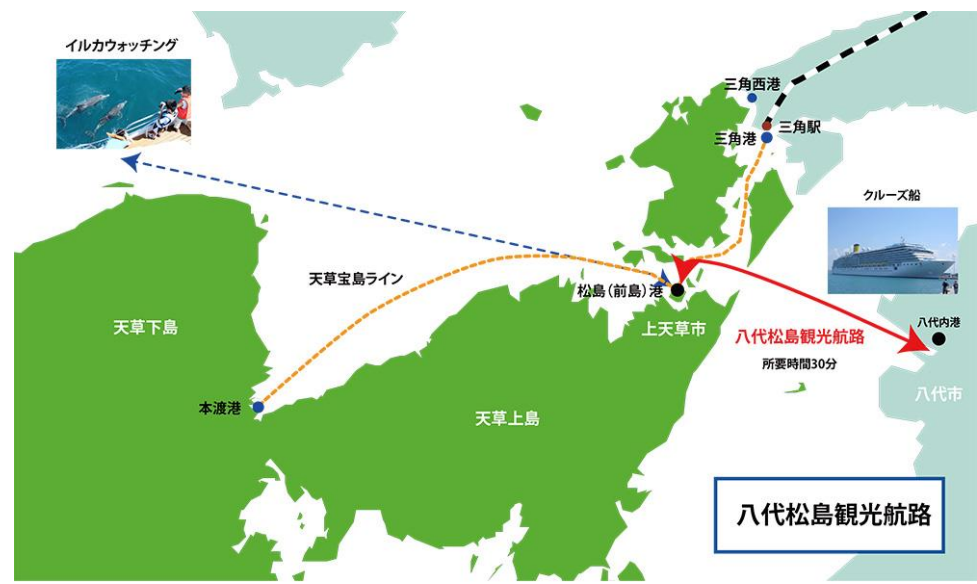 イルカウォッチング
三角西港
三角駅
三角港
クルーズ船
天草宝島ライン
松島(前島)港
八代内港
天草下島
上天草市
八代松島観光航路
所要時間30分
八代市
本渡港
天草上島
八代松島観光航路